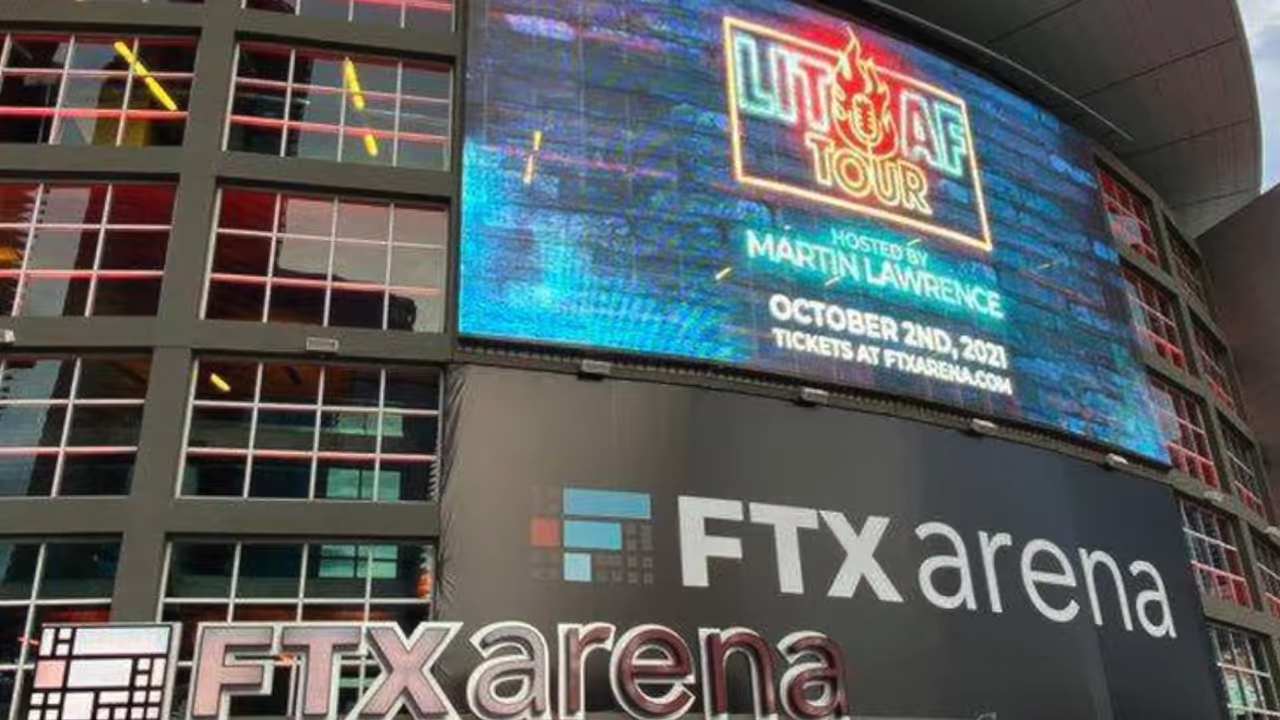 LIT AF
TOUR
HOSTED BY
MARTIN LAWRENCE
OCTOBER 2ND, 2021
TICKETS AT FTXARENA.COM
FTX arena
FTX arena